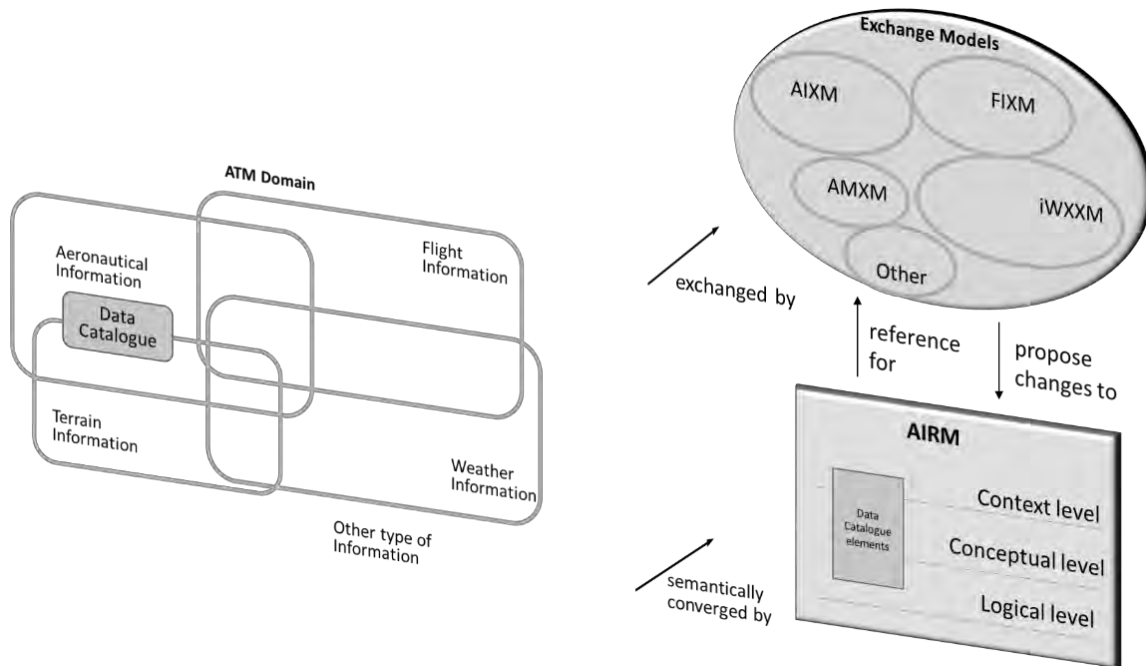 ATM Domain
Aeronautical
Information
Flight
Information
Data
Catalogue
Terrain
Information
Weather
Information
Other type of
Information
Exchange Models
AIXM
FIXM
AMXM
iWXXM
Other
exchanged by
reference
for
propose
changes to
AIRM
Data
Catalogue
elements
Context level
Conceptual level
Logical level
semantically
converged by